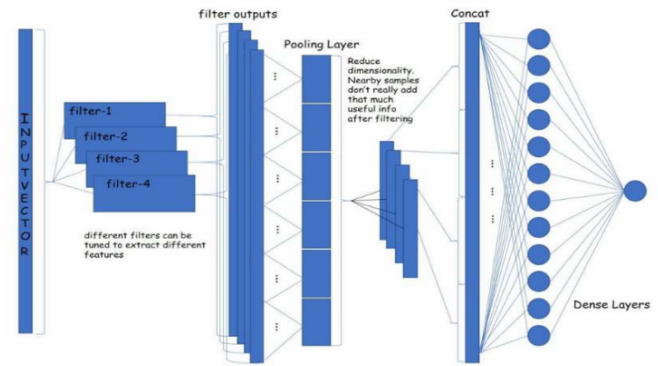 INPUTVECTOR
filter-1
filter-2
filter-3
filter-4
different filters can be
tuned to extract different
features
filter outputs
...
...
...
...
...
...
Pooling Layer
Reduce
dimensionality.
Nearby samples
don't really add
that much
useful info
after filtering
Concat
...
...
...
Dense Layers